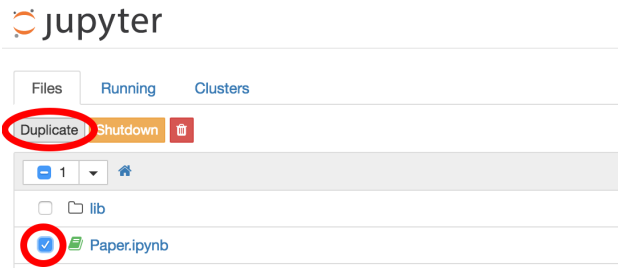 jupyter
Files Running Clusters
Duplicate Shutdown
1
lib
Paper.ipynb